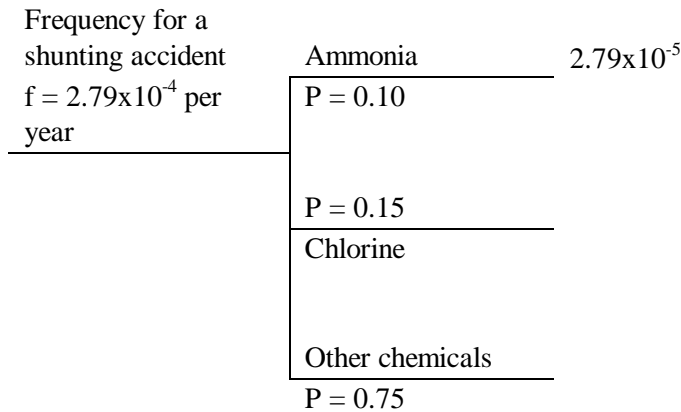 Frequency for a
shunting accident
f = 2.79x10⁻⁴ per
year
Ammonia
P = 0.10
2.79x10⁻⁵
P = 0.15
Chlorine
Other chemicals
P = 0.75